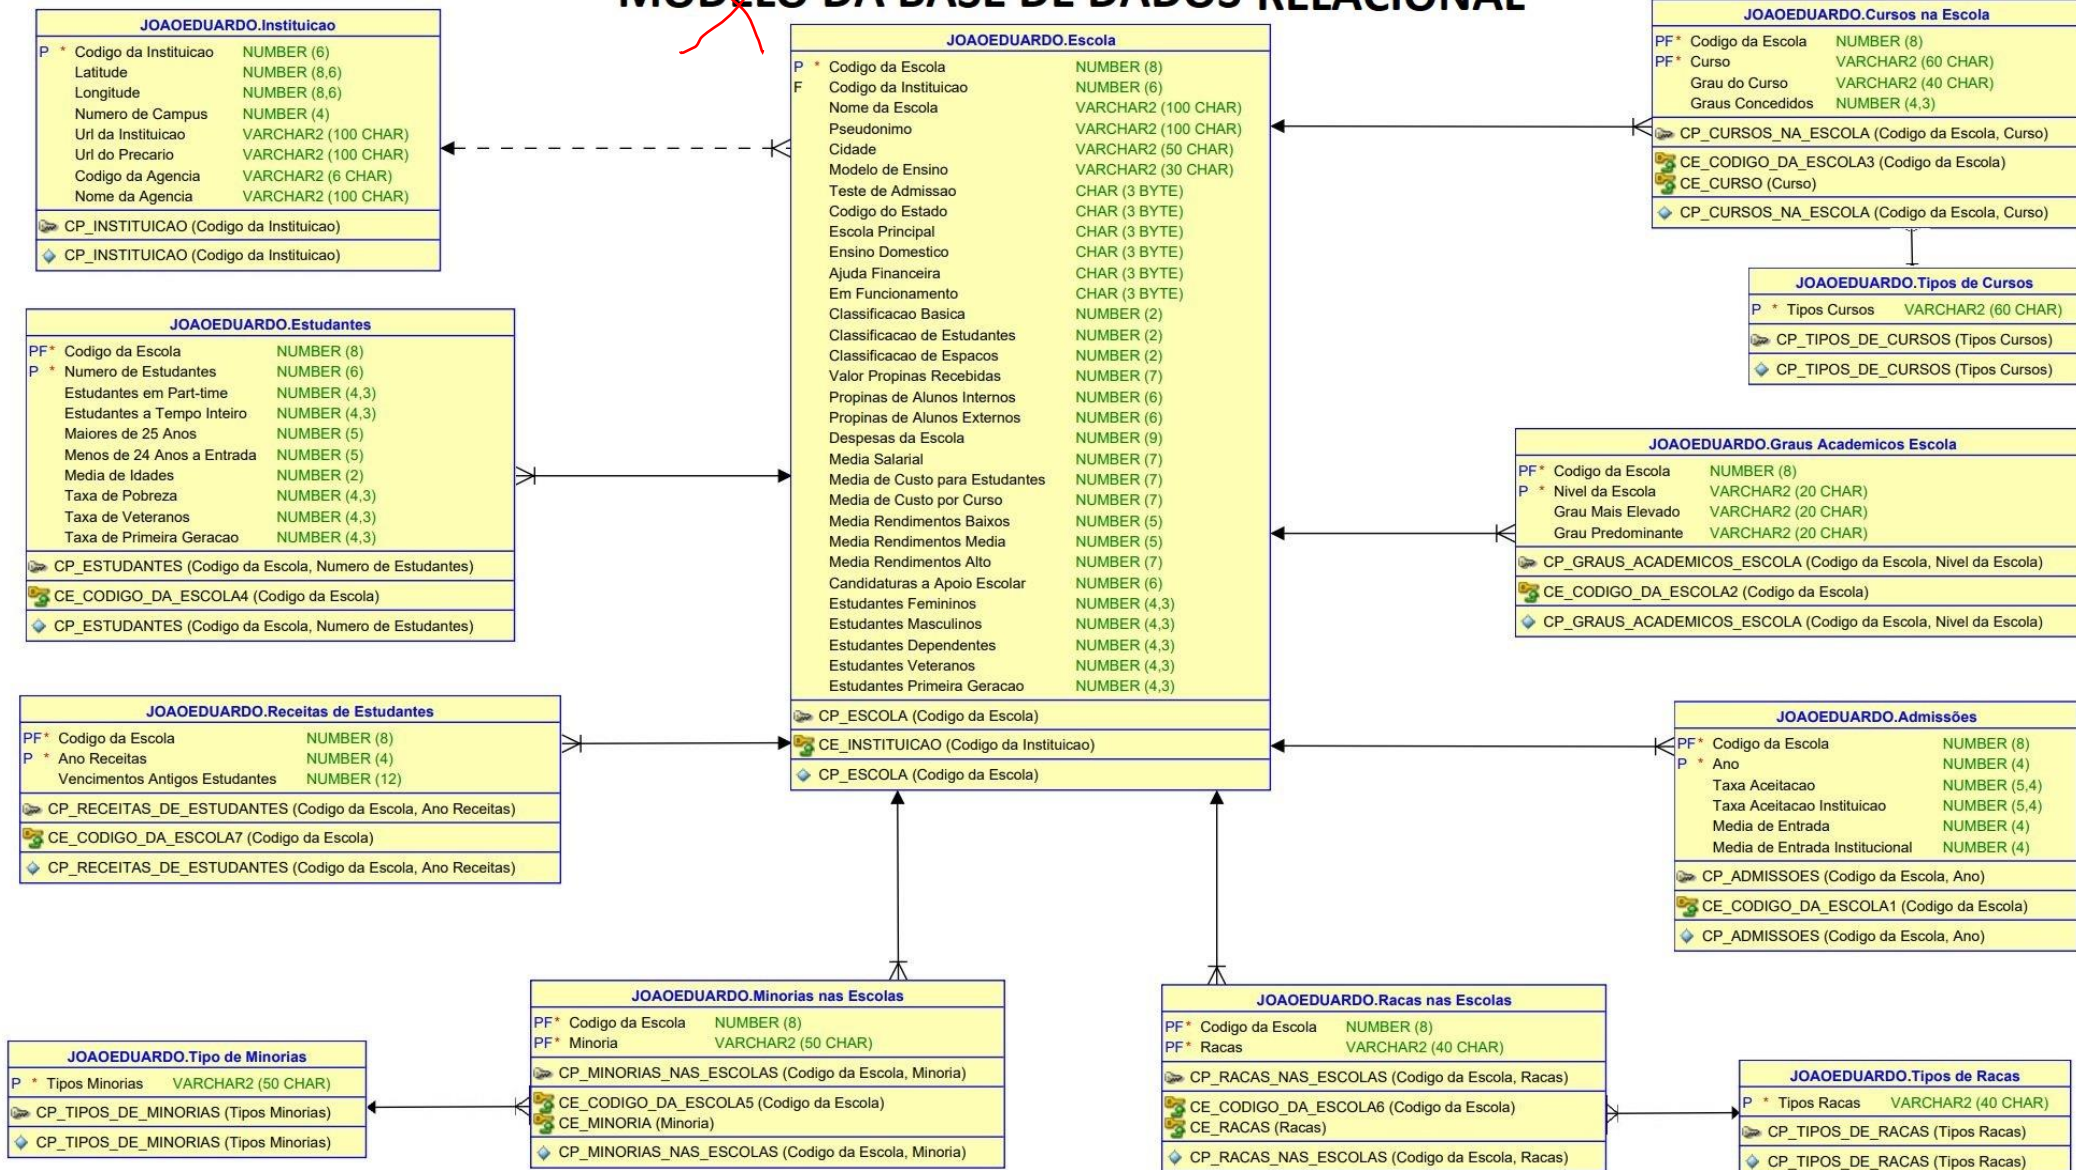 MODELO DA BASE DE DADOS RELACIONAL
JOAOEDUARDO.Instituicao
P * Codigo da Instituicao NUMBER (6)
Latitude NUMBER (8,6)
Longitude NUMBER (8,6)
Numero de Campus NUMBER (4)
Url da Instituicao VARCHAR2 (100 CHAR)
Url do Precario VARCHAR2 (100 CHAR)
Codigo da Agencia VARCHAR2 (6 CHAR)
Nome da Agencia VARCHAR2 (100 CHAR)
CP_INSTITUICAO (Codigo da Instituicao)
CP_INSTITUICAO (Codigo da Instituicao)
JOAOEDUARDO.Estudantes
PF* Codigo da Escola NUMBER (8)
P * Numero de Estudantes NUMBER (6)
Estudantes em Part-time NUMBER (4,3)
Estudantes a Tempo Inteiro NUMBER (4,3)
Maiores de 25 Anos NUMBER (5)
Menos de 24 Anos a Entrada NUMBER (5)
Media de Idades NUMBER (2)
Taxa de Pobreza NUMBER (4,3)
Taxa de Veteranos NUMBER (4,3)
Taxa de Primeira Geracao NUMBER (4,3)
CP_ESTUDANTES (Codigo da Escola, Numero de Estudantes)
CE_CODIGO_DA_ESCOLA4 (Codigo da Escola)
CP_ESTUDANTES (Codigo da Escola, Numero de Estudantes)
JOAOEDUARDO.Receitas de Estudantes
PF* Codigo da Escola NUMBER (8)
P * Ano Receitas NUMBER (4)
Vencimentos Antigos Estudantes NUMBER (12)
CP_RECEITAS_DE_ESTUDANTES (Codigo da Escola, Ano Receitas)
CE_CODIGO_DA_ESCOLA7 (Codigo da Escola)
CP_RECEITAS_DE_ESTUDANTES (Codigo da Escola, Ano Receitas)
JOAOEDUARDO.Tipo de Minorias
P * Tipos Minorias VARCHAR2 (50 CHAR)
CP_TIPOS_DE_MINORIAS (Tipos Minorias)
CP_TIPOS_DE_MINORIAS (Tipos Minorias)
JOAOEDUARDO.Escola
P * Codigo da Escola NUMBER (8)
F Codigo da Instituicao NUMBER (6)
Nome da Escola VARCHAR2 (100 CHAR)
Pseudonimo VARCHAR2 (100 CHAR)
Cidade VARCHAR2 (50 CHAR)
Modelo de Ensino VARCHAR2 (30 CHAR)
Teste de Admissao CHAR (3 BYTE)
Codigo do Estado CHAR (3 BYTE)
Escola Principal CHAR (3 BYTE)
Ensino Domestico CHAR (3 BYTE)
Ajuda Financeira CHAR (3 BYTE)
Em Funcionamento CHAR (3 BYTE)
Classificacao Basica NUMBER (2)
Classificacao de Estudantes NUMBER (2)
Classificacao de Espacos NUMBER (2)
Valor Propinas Recebidas NUMBER (7)
Propinas de Alunos Internos NUMBER (6)
Propinas de Alunos Externos NUMBER (6)
Despesas da Escola NUMBER (9)
Media Salarial NUMBER (7)
Media de Custo para Estudantes NUMBER (7)
Media de Custo por Curso NUMBER (7)
Media Rendimentos Baixos NUMBER (5)
Media Rendimentos Media NUMBER (5)
Media Rendimentos Alto NUMBER (7)
Candidaturas a Apoio Escolar NUMBER (6)
Estudantes Femininos NUMBER (4,3)
Estudantes Masculinos NUMBER (4,3)
Estudantes Dependentes NUMBER (4,3)
Estudantes Veteranos NUMBER (4,3)
Estudantes Primeira Geracao NUMBER (4,3)
CP_ESCOLA (Codigo da Escola)
CE_INSTITUICAO (Codigo da Instituicao)
CP_ESCOLA (Codigo da Escola)
JOAOEDUARDO.Minorias nas Escolas
PF* Codigo da Escola NUMBER (8)
PF* Minoria VARCHAR2 (50 CHAR)
CP_MINORIAS_NAS_ESCOLAS (Codigo da Escola, Minoria)
CE_CODIGO_DA_ESCOLA5 (Codigo da Escola)
CE_MINORIA (Minoria)
CP_MINORIAS_NAS_ESCOLAS (Codigo da Escola, Minoria)
JOAOEDUARDO.Racas nas Escolas
PF* Codigo da Escola NUMBER (8)
PF* Racas VARCHAR2 (40 CHAR)
CP_RACAS_NAS_ESCOLAS (Codigo da Escola, Racas)
CE_CODIGO_DA_ESCOLA6 (Codigo da Escola)
CE_RACAS (Racas)
CP_RACAS_NAS_ESCOLAS (Codigo da Escola, Racas)
JOAOEDUARDO.Cursos na Escola
PF* Codigo da Escola NUMBER (8)
PF* Curso VARCHAR2 (60 CHAR)
Grau do Curso VARCHAR2 (40 CHAR)
Graus Concedidos NUMBER (4,3)
CP_CURSOS_NA_ESCOLA (Codigo da Escola, Curso)
CE_CODIGO_DA_ESCOLA3 (Codigo da Escola)
CE_CURSO (Curso)
CP_CURSOS_NA_ESCOLA (Codigo da Escola, Curso)
JOAOEDUARDO.Tipos de Cursos
P * Tipos Cursos VARCHAR2 (60 CHAR)
CP_TIPOS_DE_CURSOS (Tipos Cursos)
CP_TIPOS_DE_CURSOS (Tipos Cursos)
JOAOEDUARDO.Graus Academicos Escola
PF* Codigo da Escola NUMBER (8)
P * Nivel da Escola VARCHAR2 (20 CHAR)
Grau Mais Elevado VARCHAR2 (20 CHAR)
Grau Predominante VARCHAR2 (20 CHAR)
CP_GRAUS_ACADEMICOS_ESCOLA (Codigo da Escola, Nivel da Escola)
CE_CODIGO_DA_ESCOLA2 (Codigo da Escola)
CP_GRAUS_ACADEMICOS_ESCOLA (Codigo da Escola, Nivel da Escola)
JOAOEDUARDO.Admissões
PF* Codigo da Escola NUMBER (8)
P * Ano NUMBER (4)
Taxa Aceitacao NUMBER (5,4)
Taxa Aceitacao Instituicao NUMBER (5,4)
Media de Entrada NUMBER (4)
Media de Entrada Institucional NUMBER (4)
CP_ADMISSOES (Codigo da Escola, Ano)
CE_CODIGO_DA_ESCOLA1 (Codigo da Escola)
CP_ADMISSOES (Codigo da Escola, Ano)
JOAOEDUARDO.Tipos de Racas
P * Tipos Racas VARCHAR2 (40 CHAR)
CP_TIPOS_DE_RACAS (Tipos Racas)
CP_TIPOS_DE_RACAS (Tipos Racas)